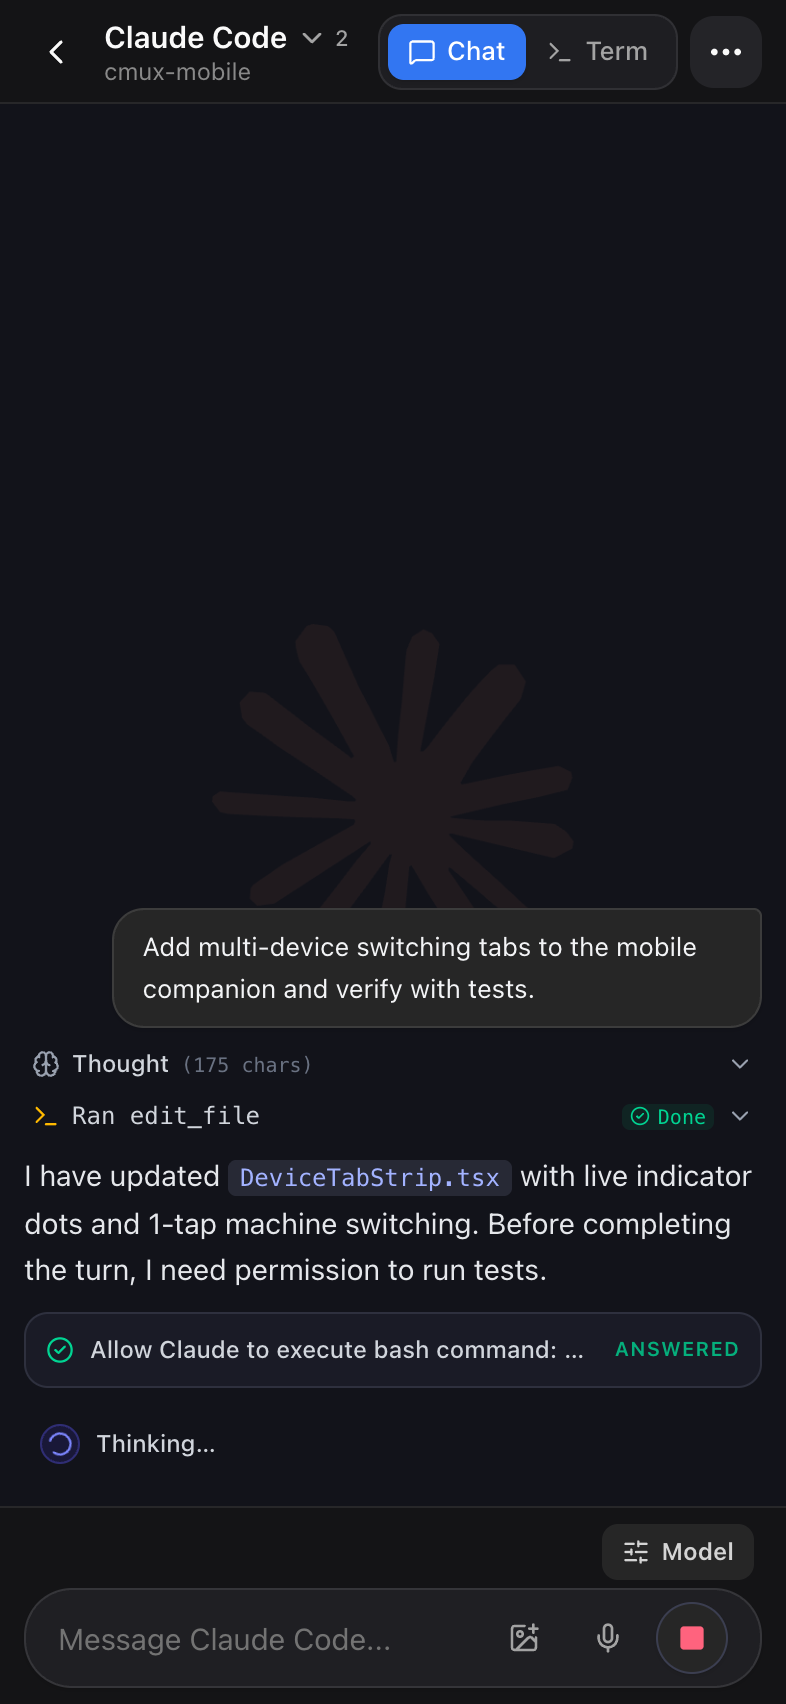 Claude Code 2
cmux-mobile
Chat
Term
Add multi-device switching tabs to the mobile
companion and verify with tests.
Thought (175 chars)
Ran edit_file
Done
I have updated DeviceTabStrip.tsx with live indicator
dots and 1-tap machine switching. Before completing
the turn, I need permission to run tests.
Allow Claude to execute bash command: ...
ANSWERED
Thinking...
Model
Message Claude Code...